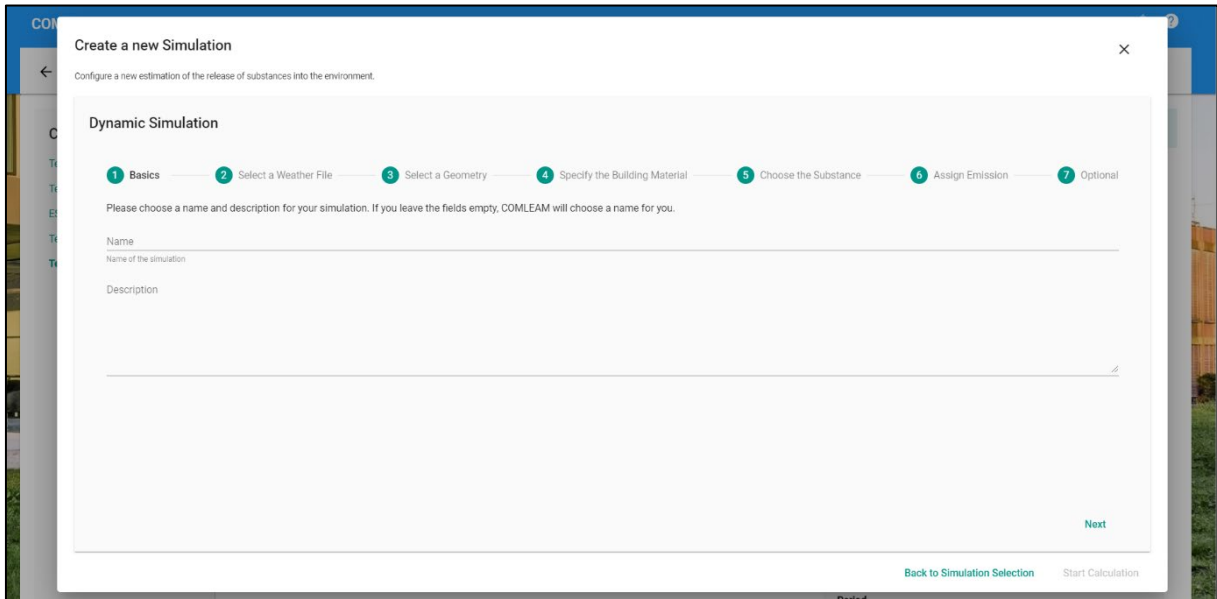 CON
Create a new Simulation
Configure a new estimation of the release of substances into the environment.
Dynamic Simulation
1 Basics 2 Select a Weather File 3 Select a Geometry 4 Specify the Building Material 5 Choose the Substance 6 Assign Emission 7 Optional
Please choose a name and description for your simulation. If you leave the fields empty, COMLEAM will choose a name for you.
Name
Name of the simulation
Description
Next
Back to Simulation Selection Start Calculation
Period